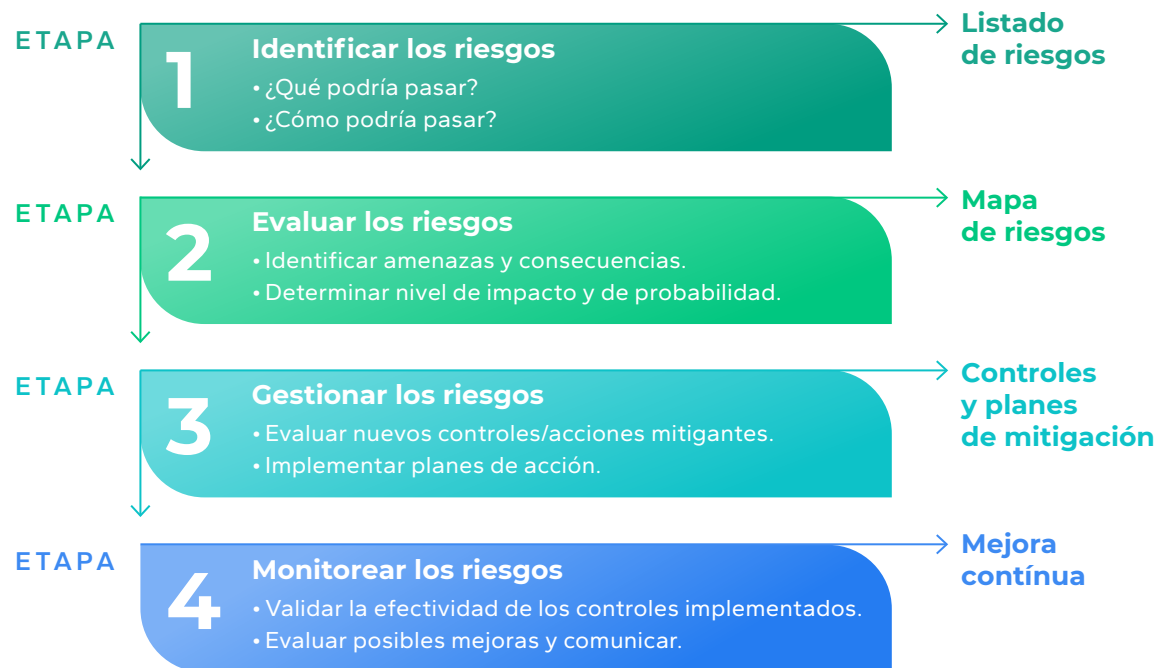 ETAPA
1
Identificar los riesgos
• ¿Qué podría pasar?
• ¿Cómo podría pasar?
Listado
de riesgos
ETAPA
2
Evaluar los riesgos
• Identificar amenazas y consecuencias.
• Determinar nivel de impacto y de probabilidad.
Mapa
de riesgos
ETAPA
3
Gestionar los riesgos
• Evaluar nuevos controles/acciones mitigantes.
• Implementar planes de acción.
Controles
y planes
de mitigación
ETAPA
4
Monitorear los riesgos
• Validar la efectividad de los controles implementados.
• Evaluar posibles mejoras y comunicar.
Mejora
contínua